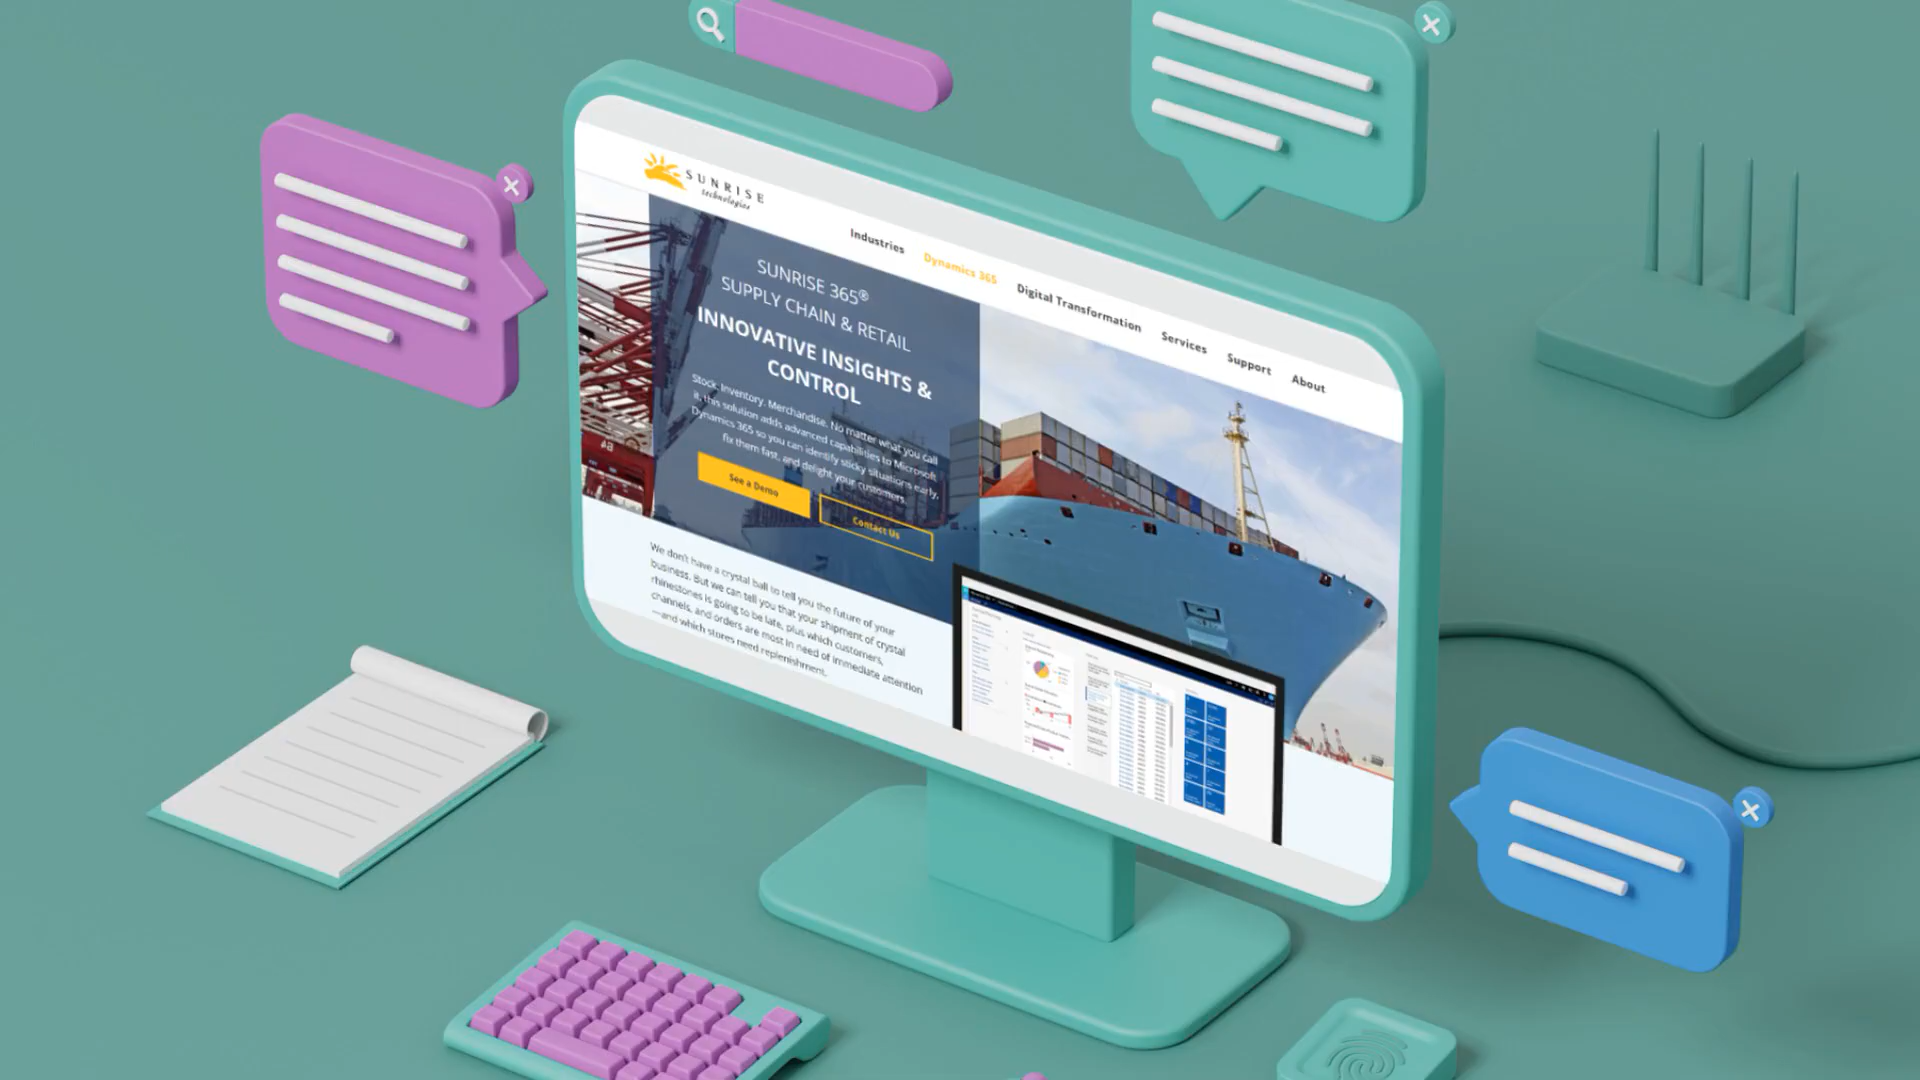 SUNRISE
technologies
Industries
Dynamics 365
Digital Transformation
Services
Support
About
SUNRISE 365®
SUPPLY CHAIN & RETAIL
INNOVATIVE INSIGHTS &
CONTROL
Stock. Inventory. Merchandise. No matter what you call
it, this solution adds advanced capabilities to Microsoft
Dynamics 365 so you can identify sticky situations early,
fix them fast, and delight your customers.
See a Demo
Contact Us
We don't have a crystal ball to tell you the future of your
business. But we can tell you that your shipment of crystal
rhinestones is going to be late, plus which customers,
channels, and orders are most in need of immediate attention
—and which stores need replenishment.